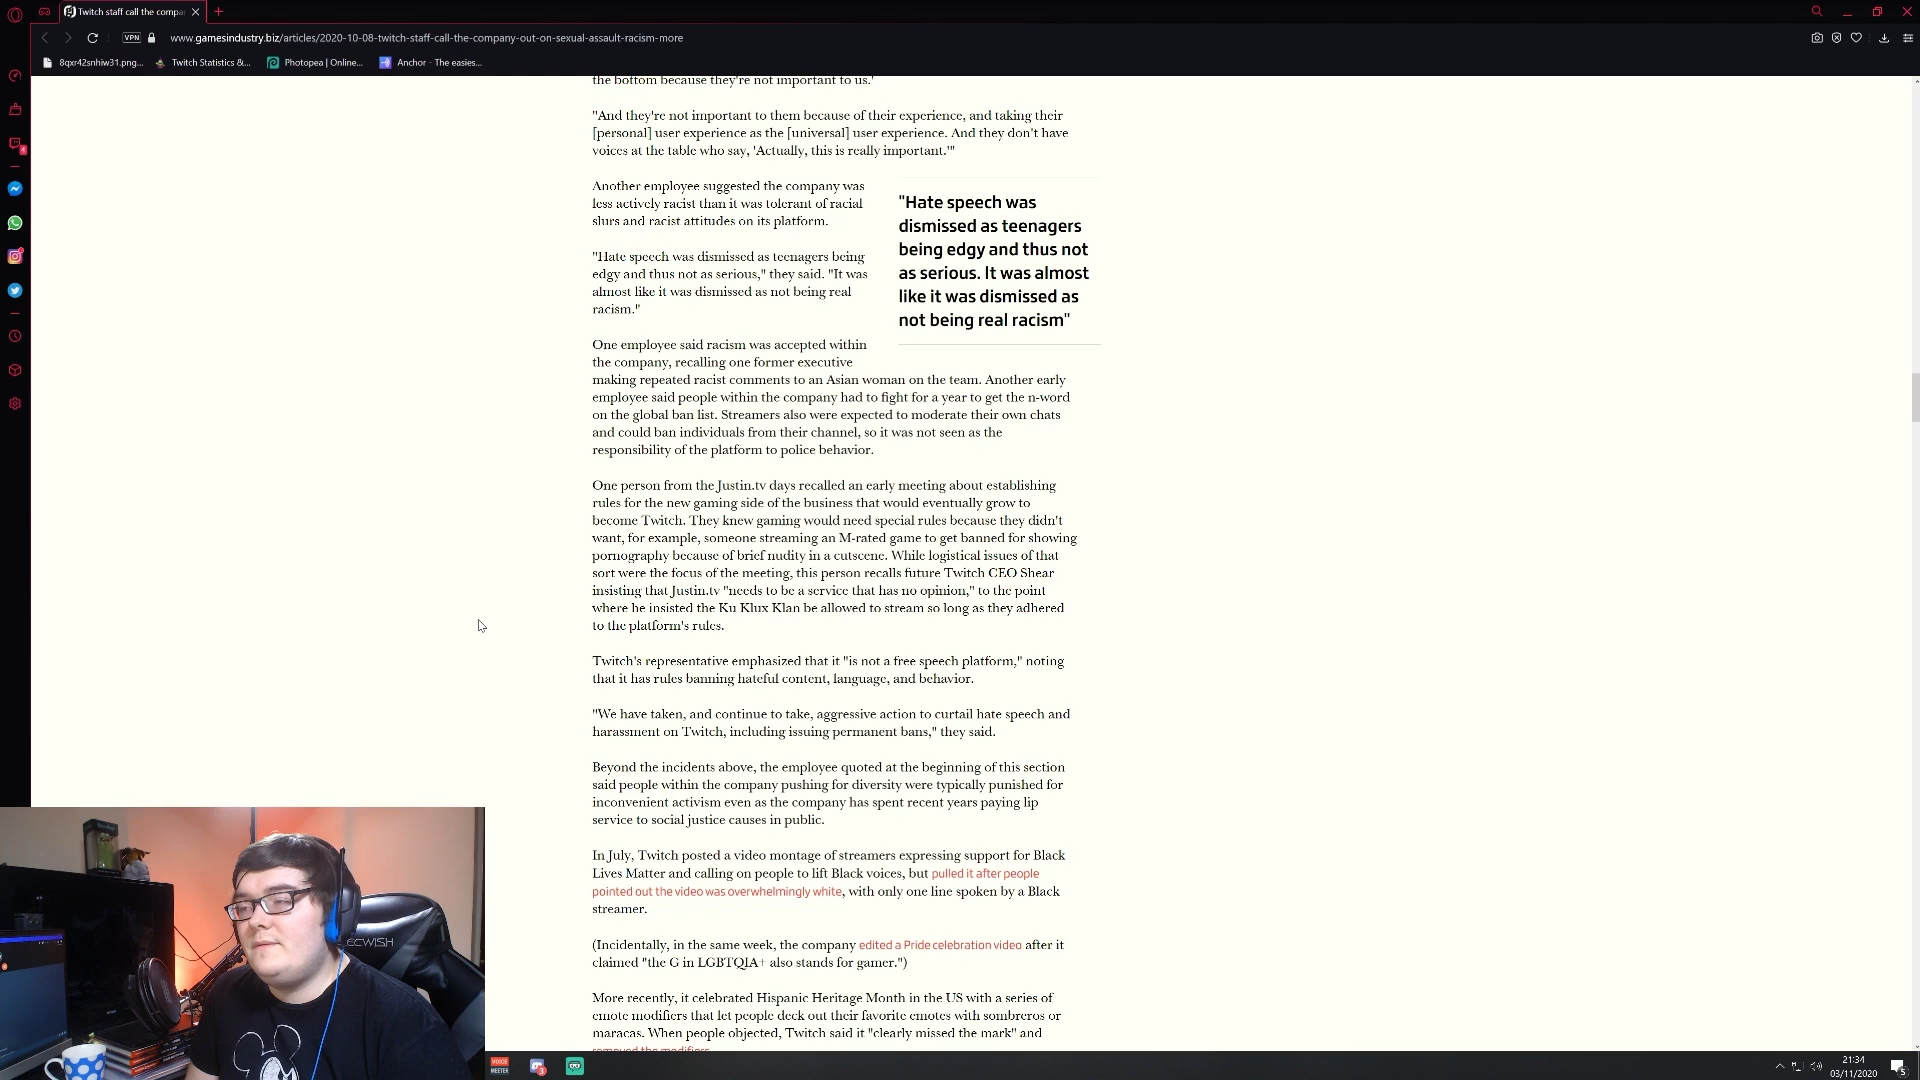 Twitch staff call the compa
VPN
www.gamesindustry.biz/articles/2020-10-08-twitch-staff-call-the-company-out-on-sexual-assault-racism-more
8qxr42snhiw31.png...
Twitch Statistics &...
Photopea | Online...
Anchor - The easies...
the bottom because they're not important to us.'
"And they're not important to them because of their experience, and taking their
[personal] user experience as the [universal] user experience. And they don't have
voices at the table who say, 'Actually, this is really important.'"
Another employee suggested the company was
less actively racist than it was tolerant of racial
slurs and racist attitudes on its platform.
"Hate speech was dismissed as teenagers being
edgy and thus not as serious," they said. "It was
almost like it was dismissed as not being real
racism."
"Hate speech was
dismissed as teenagers
being edgy and thus not
as serious. It was almost
like it was dismissed as
not being real racism"
One employee said racism was accepted within
the company, recalling one former executive
making repeated racist comments to an Asian woman on the team. Another early
employee said people within the company had to fight for a year to get the n-word
on the global ban list. Streamers also were expected to moderate their own chats
and could ban individuals from their channel, so it was not seen as the
responsibility of the platform to police behavior.
One person from the Justin.tv days recalled an early meeting about establishing
rules for the new gaming side of the business that would eventually grow to
become Twitch. They knew gaming would need special rules because they didn't
want, for example, someone streaming an M-rated game to get banned for showing
pornography because of brief nudity in a cutscene. While logistical issues of that
sort were the focus of the meeting, this person recalls future Twitch CEO Shear
insisting that Justin.tv "needs to be a service that has no opinion," to the point
where he insisted the Ku Klux Klan be allowed to stream so long as they adhered
to the platform's rules.
Twitch's representative emphasized that it "is not a free speech platform," noting
that it has rules banning hateful content, language, and behavior.
"We have taken, and continue to take, aggressive action to curtail hate speech and
harassment on Twitch, including issuing permanent bans," they said.
Beyond the incidents above, the employee quoted at the beginning of this section
said people within the company pushing for diversity were typically punished for
inconvenient activism even as the company has spent recent years paying lip
service to social justice causes in public.
In July, Twitch posted a video montage of streamers expressing support for Black
Lives Matter and calling on people to lift Black voices, but pulled it after people
pointed out the video was overwhelmingly white, with only one line spoken by a Black
streamer.
(Incidentally, in the same week, the company edited a Pride celebration video after it
claimed "the G in LGBTQIA+ also stands for gamer.")
More recently, it celebrated Hispanic Heritage Month in the US with a series of
emote modifiers that let people deck out their favorite emotes with sombreros or
maracas. When people objected, Twitch said it "clearly missed the mark" and
removed the modifiers
ECWISH
VOICE
MEETER
3
21:34
03/11/2020
5